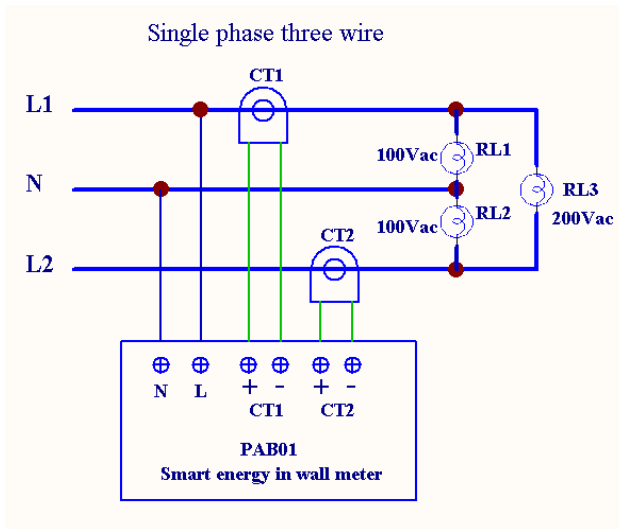 Single phase three wire
CT1
L1
100Vac RL1
N
RL3
100Vac RL2
200Vac
CT2
L2
N L + - + -
CT1 CT2
PAB01
Smart energy in wall meter